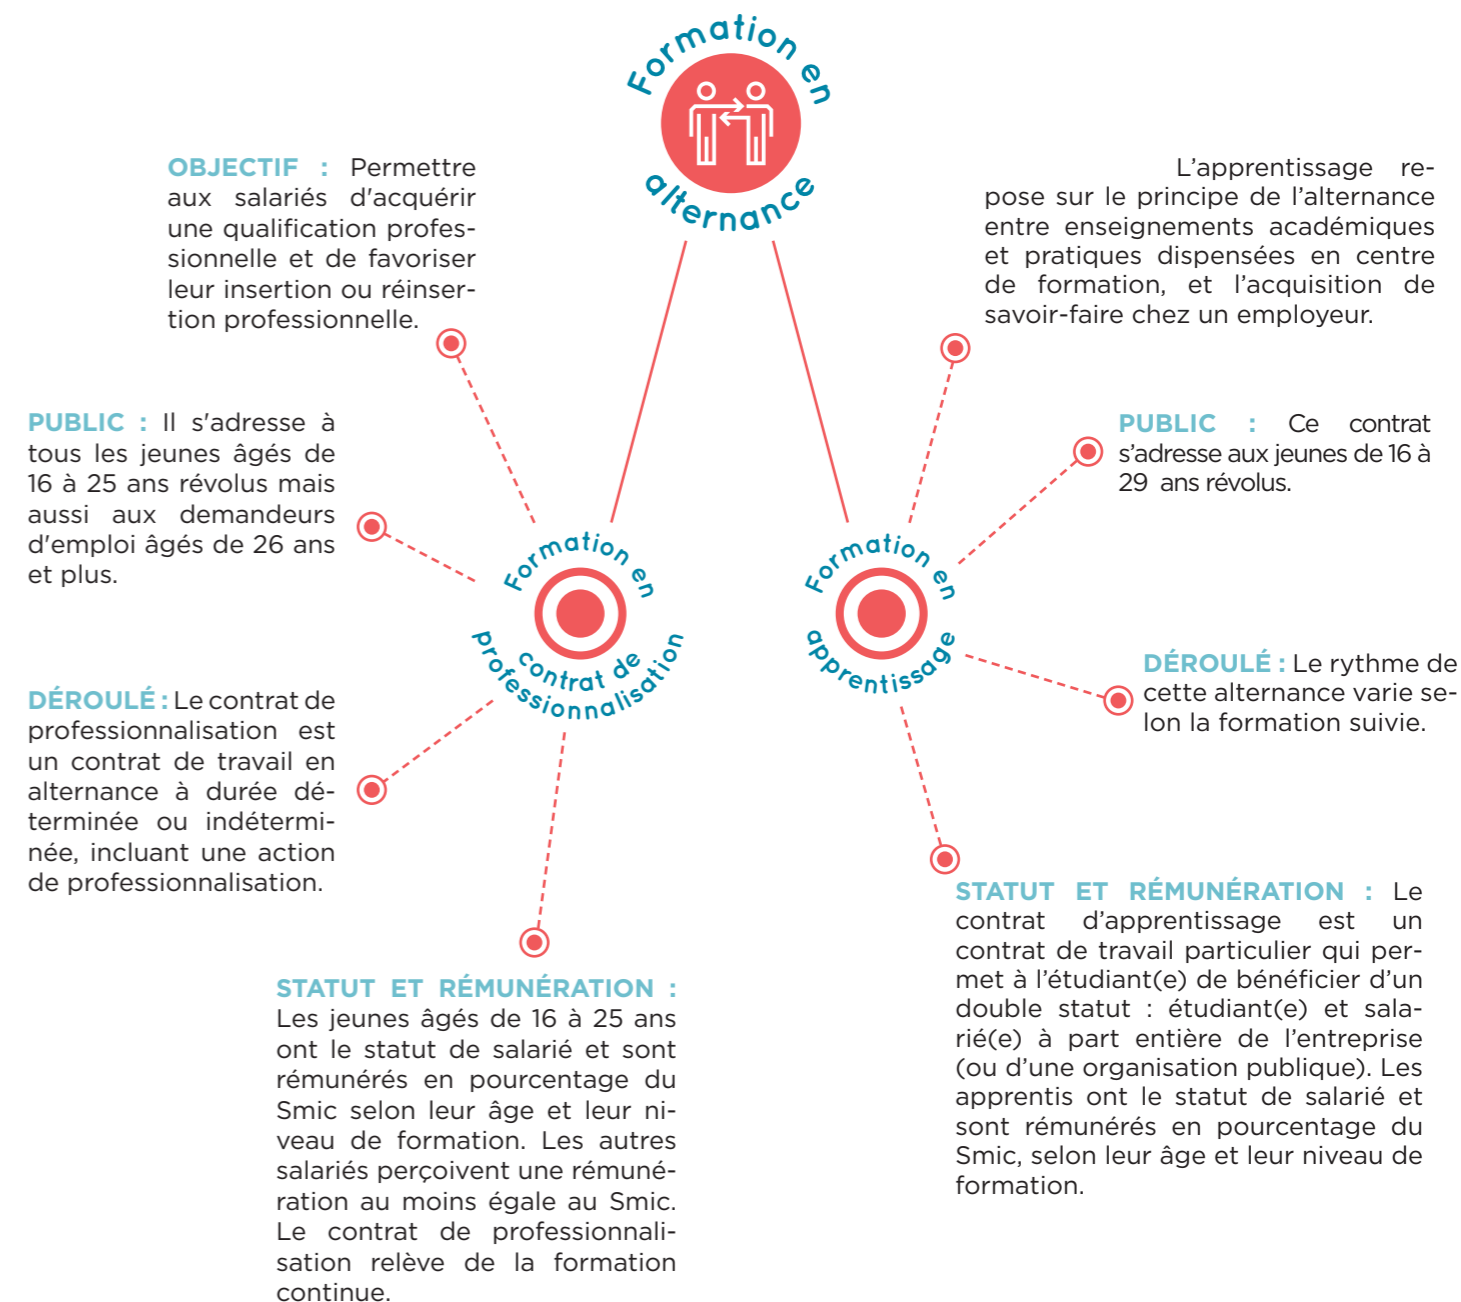 Formation en
alternance
OBJECTIF : Permettre
aux salariés d'acquérir
une qualification profes-
sionnelle et de favoriser
leur insertion ou réinser-
tion professionnelle.
PUBLIC : Il s'adresse à
tous les jeunes âgés de
16 à 25 ans révolus mais
aussi aux demandeurs
d'emploi âgés de 26 ans
et plus.
Formation en
contrat de
professionnalisation
DÉROULÉ : Le contrat de
professionnalisation est
un contrat de travail en
alternance à durée dé-
terminée ou indétermi-
née, incluant une action
de professionnalisation.
STATUT ET RÉMUNÉRATION :
Les jeunes âgés de 16 à 25 ans
ont le statut de salarié et sont
rémunérés en pourcentage du
Smic selon leur âge et leur ni-
veau de formation. Les autres
salariés perçoivent une rémuné-
ration au moins égale au Smic.
Le contrat de professionnali-
sation relève de la formation
continue.
L'apprentissage re-
pose sur le principe de l'alternance
entre enseignements académiques
et pratiques dispensées en centre
de formation, et l'acquisition de
savoir-faire chez un employeur.
PUBLIC : Ce contrat
s'adresse aux jeunes de 16 à
29 ans révolus.
Formation en
apprentissage
DÉROULÉ : Le rythme de
cette alternance varie se-
lon la formation suivie.
STATUT ET RÉMUNÉRATION : Le
contrat d'apprentissage est un
contrat de travail particulier qui per-
met à l'étudiant(e) de bénéficier d'un
double statut : étudiant(e) et sala-
rié(e) à part entière de l'entreprise
(ou d'une organisation publique). Les
apprentis ont le statut de salarié et
sont rémunérés en pourcentage du
Smic, selon leur âge et leur niveau de
formation.